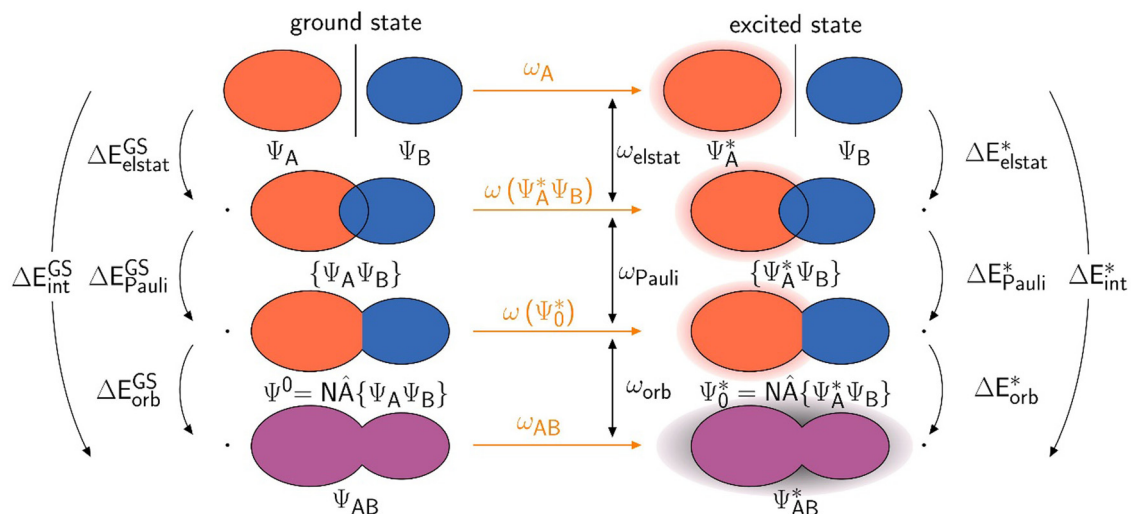 ground state excited state
ω_A
Ψ_A Ψ_B Ψ*_A Ψ_B
ΔE^GS_elstat ω_elstat ΔE*_elstat
ω (Ψ*_A Ψ_B)
{Ψ_A Ψ_B} {Ψ*_A Ψ_B}
ΔE^GS_int ΔE^GS_Pauli ω_Pauli ΔE*_Pauli ΔE*_int
ω (Ψ*_0)
Ψ^0 = NÂ{Ψ_A Ψ_B} Ψ*_0 = NÂ{Ψ*_A Ψ_B}
ΔE^GS_orb ω_orb ΔE*_orb
ω_AB
Ψ_AB Ψ*_AB